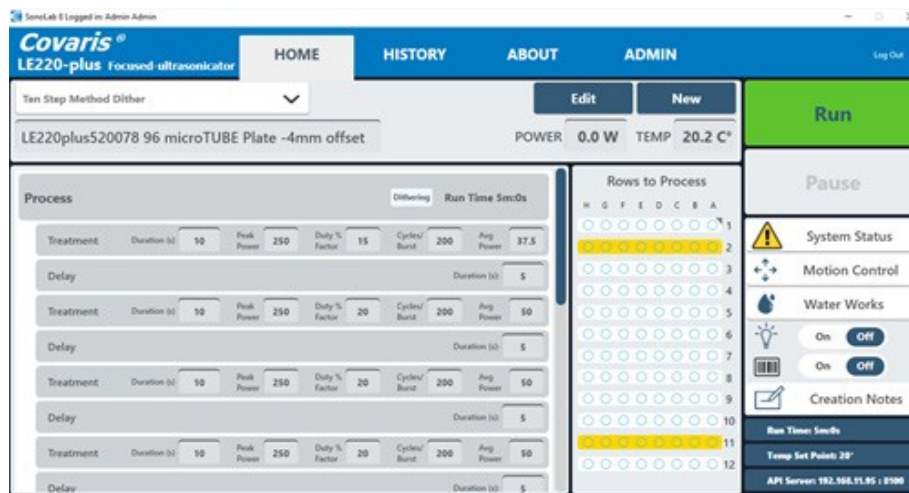 SonoLab 8 Logged in: Admin Admin
Covaris ®
LE220-plus Focused-ultrasonicator
HOME
HISTORY
ABOUT
ADMIN
Log Out
Ten Step Method Dither
Edit
New
Run
LE220plus520078 96 microTUBE Plate -4mm offset
POWER 0.0 W TEMP 20.2 C°
Pause
Process Dithering Run Time 5m:0s
Treatment Duration (s) 10 Peak Power 250 Duty % Factor 15 Cycles/ Burst 200 Avg Power 37.5
Delay Duration (s): 5
Treatment Duration (s) 10 Peak Power 250 Duty % Factor 20 Cycles/ Burst 200 Avg Power 50
Delay Duration (s): 5
Treatment Duration (s) 10 Peak Power 250 Duty % Factor 20 Cycles/ Burst 200 Avg Power 50
Delay Duration (s): 5
Treatment Duration (s) 10 Peak Power 250 Duty % Factor 20 Cycles/ Burst 200 Avg Power 50
Delay Duration (s): 5
Rows to Process
H G F E D C B A
1
2
3
4
5
6
7
8
9
10
11
12
System Status
Motion Control
Water Works
On Off
On Off
Creation Notes
Run Time: 5m:0s
Temp Set Point: 20°
API Server: 192.168.11.95 : 8100